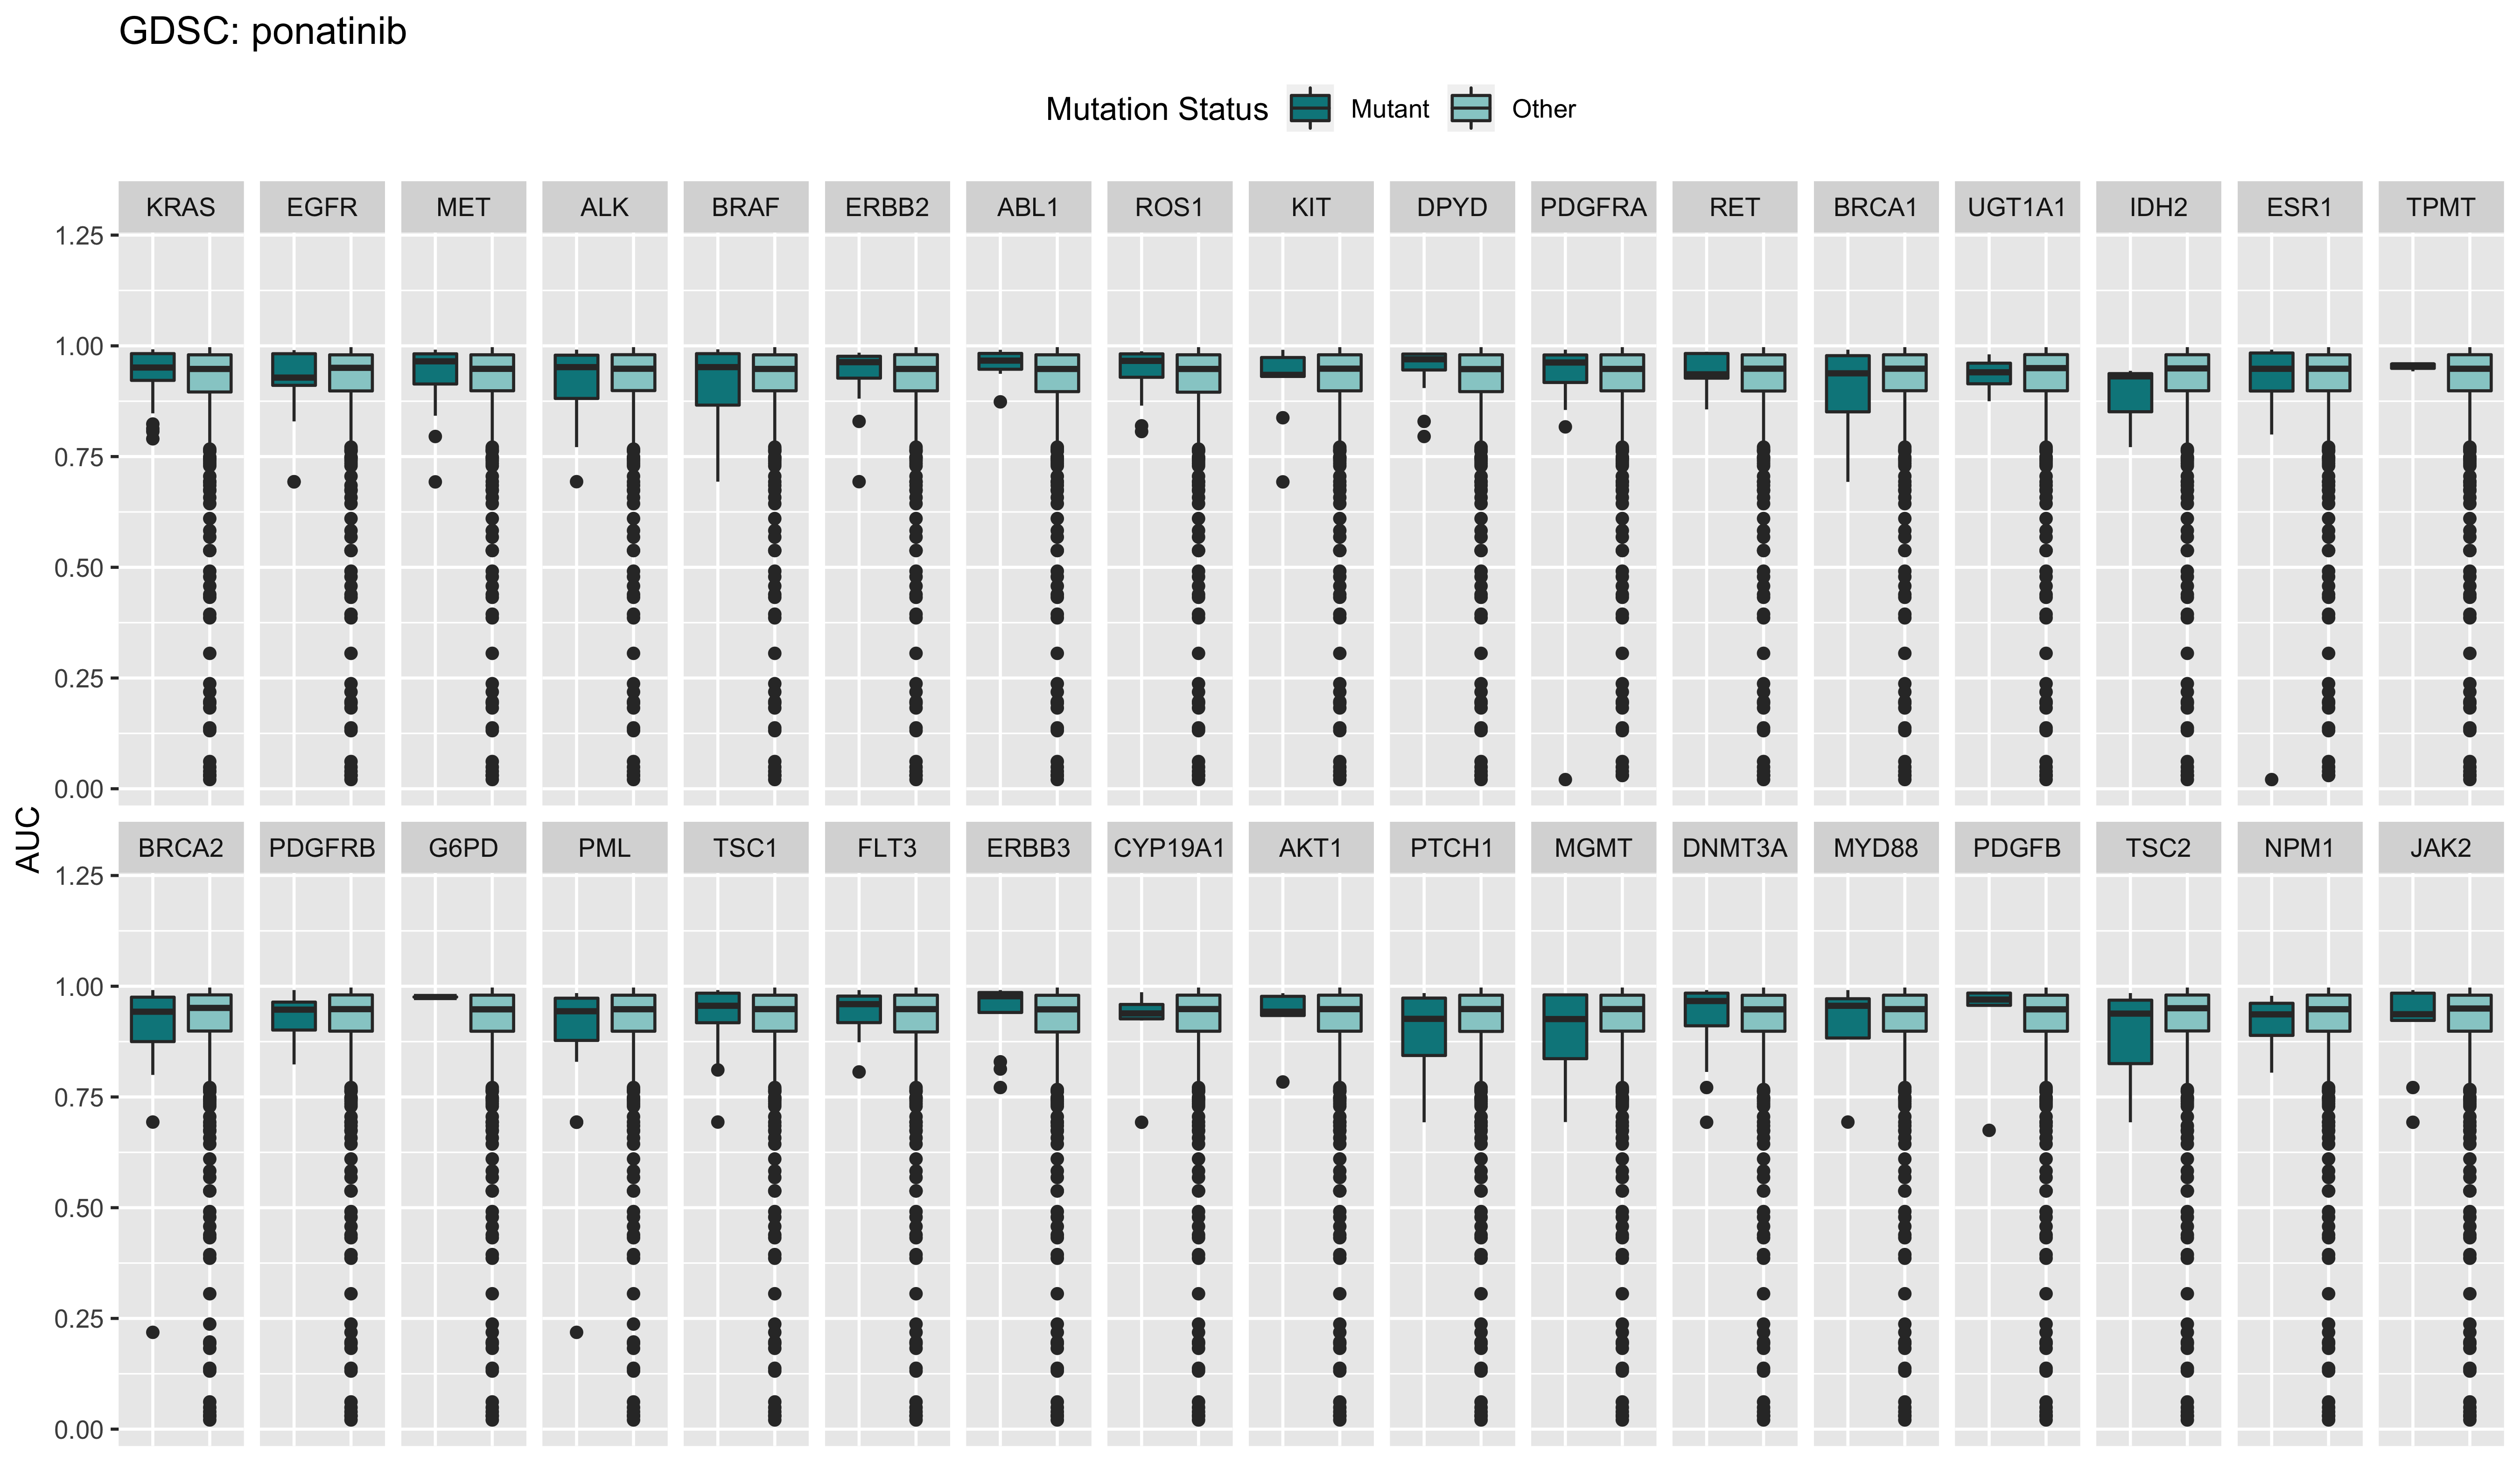 GDSC: ponatinib
Mutation Status Mutant Other
KRAS EGFR MET ALK BRAF ERBB2 ABL1 ROS1 KIT DPYD PDGFRA RET BRCA1 UGT1A1 IDH2 ESR1 TPMT
1.25
1.00
0.75
0.50
0.25
0.00
AUC
BRCA2 PDGFRB G6PD PML TSC1 FLT3 ERBB3 CYP19A1 AKT1 PTCH1 MGMT DNMT3A MYD88 PDGFB TSC2 NPM1 JAK2
1.25
1.00
0.75
0.50
0.25
0.00